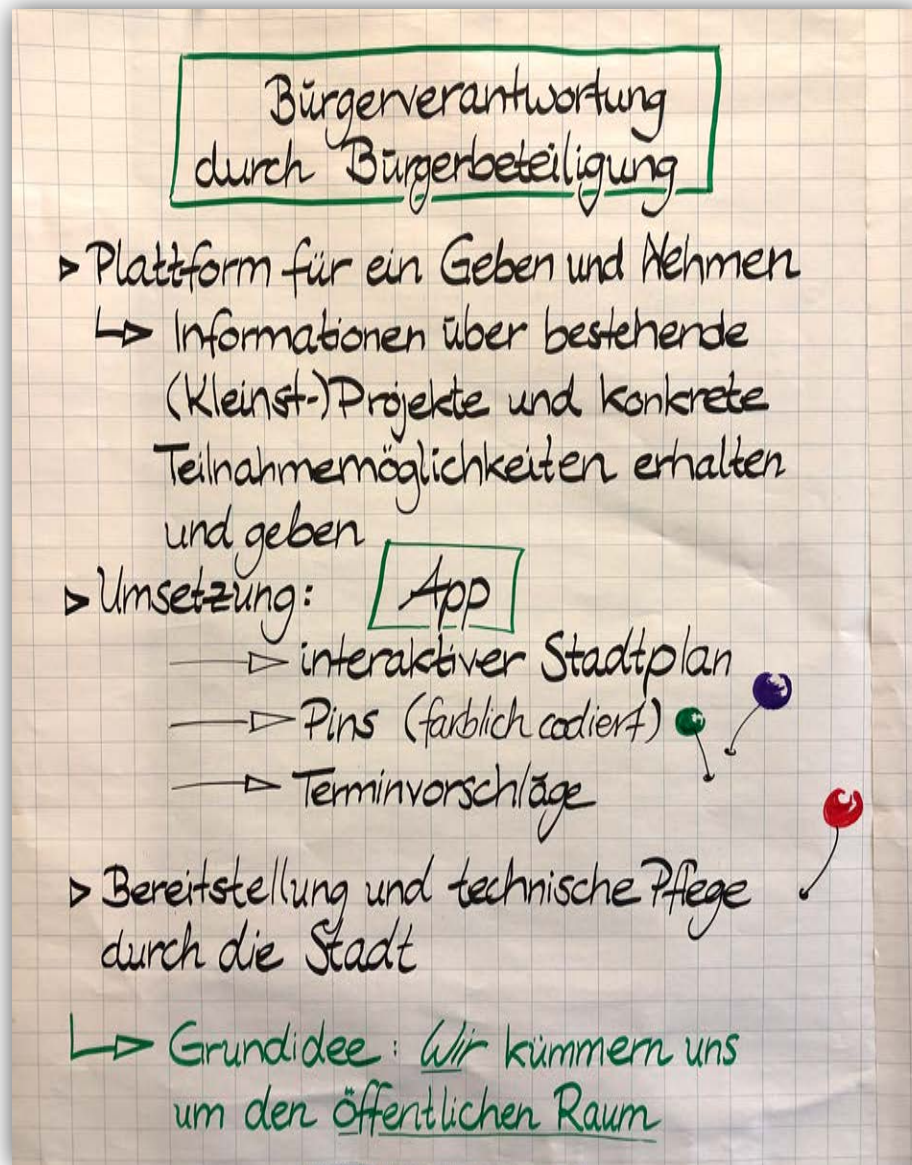 Bürgerverantwortung
durch Bürgerbeteiligung
▹ Plattform für ein Geben und Nehmen
↳ Informationen über bestehende
(Kleinst-)Projekte und konkrete
Teilnahmemöglichkeiten erhalten
und geben
▹ Umsetzung: App
→ interaktiver Stadtplan
→ Pins (farblich codiert)
→ Terminvorschläge
▹ Bereitstellung und technische Pflege
durch die Stadt
↳ Grundidee: Wir kümmern uns
um den öffentlichen Raum